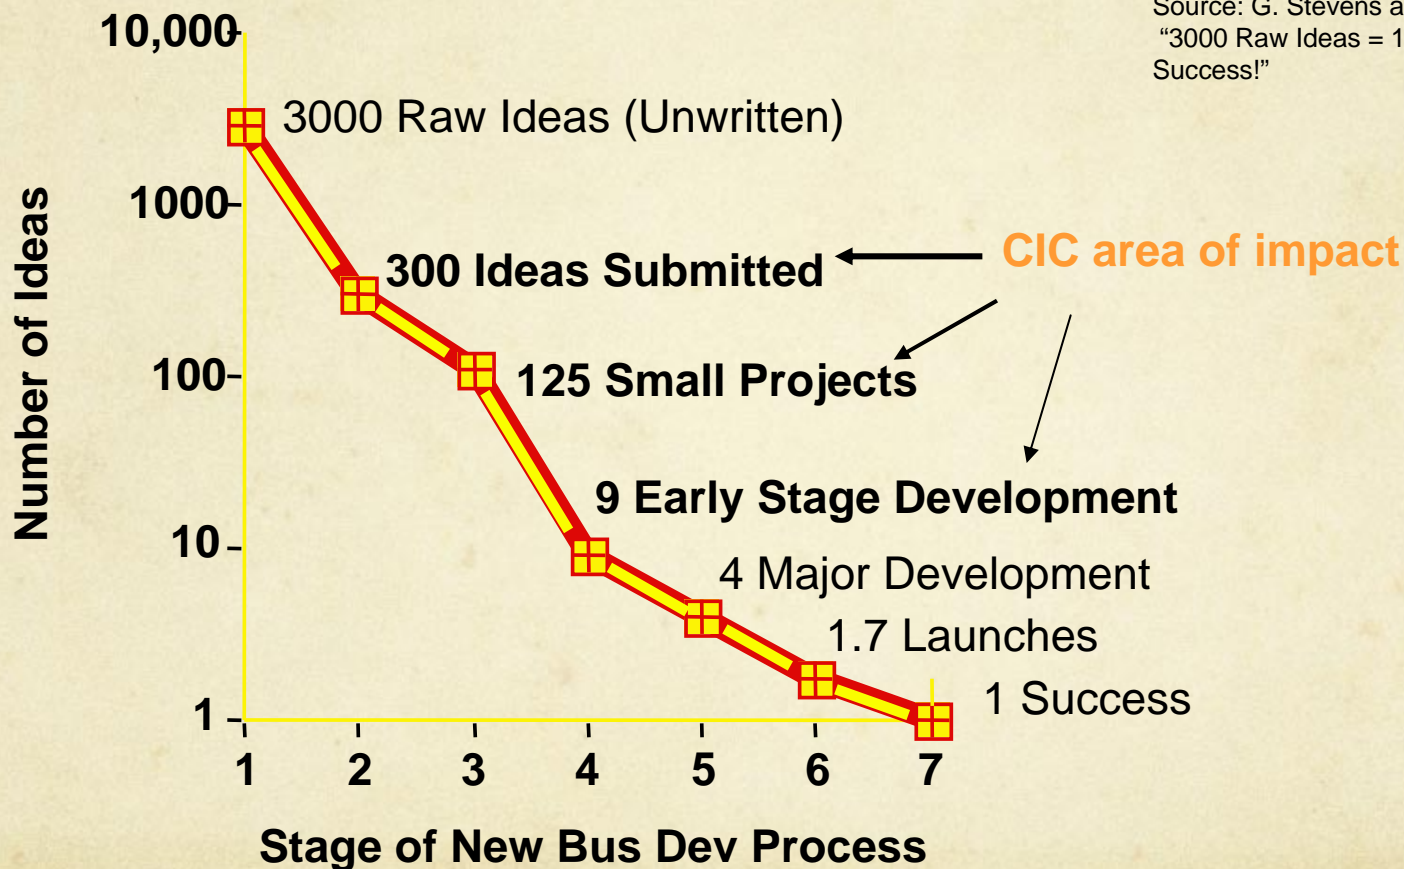 Source: G. Stevens a
“3000 Raw Ideas = 1
Success!”
10,000
3000 Raw Ideas (Unwritten)
1000
CIC area of impact
300 Ideas Submitted
100
125 Small Projects
9 Early Stage Development
10
4 Major Development
1.7 Launches
1 Success
1
1 2 3 4 5 6 7
Number of Ideas
Stage of New Bus Dev Process